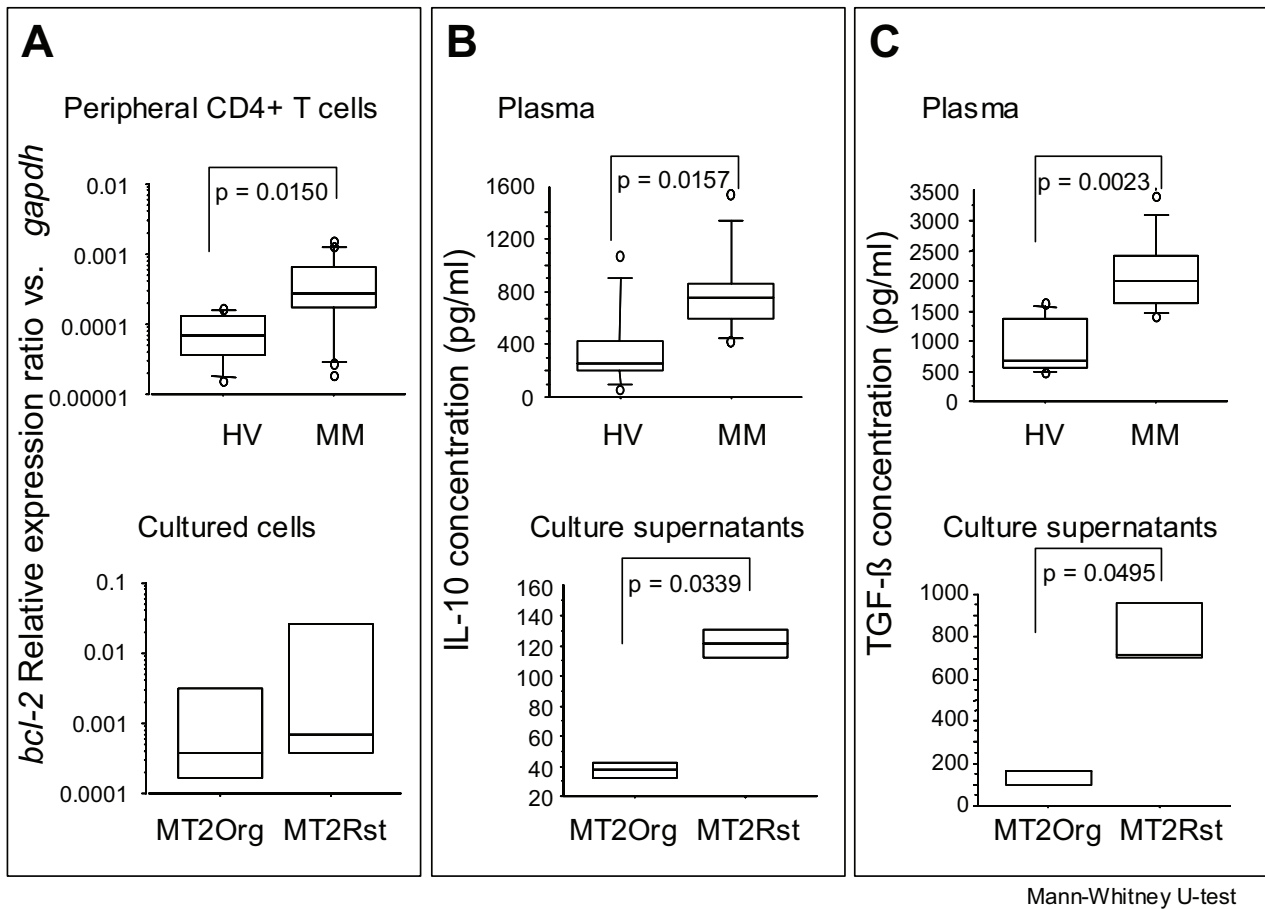 A
Peripheral CD4+ T cells
bcl-2 Relative expression ratio vs. gapdh
p = 0.0150
0.01
0.001
0.0001
0.00001
HV MM
Cultured cells
0.1
0.01
0.001
0.0001
MT2Org MT2Rst
B
Plasma
IL-10 concentration (pg/ml)
p = 0.0157
1600
1200
800
400
0
HV MM
Culture supernatants
p = 0.0339
160
140
120
100
80
60
40
20
MT2Org MT2Rst
C
Plasma
TGF-ß concentration (pg/ml)
p = 0.0023
3500
3000
2500
2000
1500
1000
500
0
HV MM
Culture supernatants
p = 0.0495
1000
800
600
400
200
0
MT2Org MT2Rst
Mann-Whitney U-test